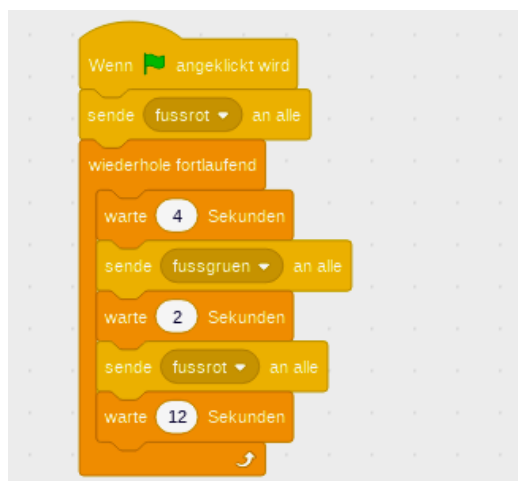 Wenn angeklickt wird
sende fussrot an alle
wiederhole fortlaufend
warte 4 Sekunden
sende fussgruen an alle
warte 2 Sekunden
sende fussrot an alle
warte 12 Sekunden